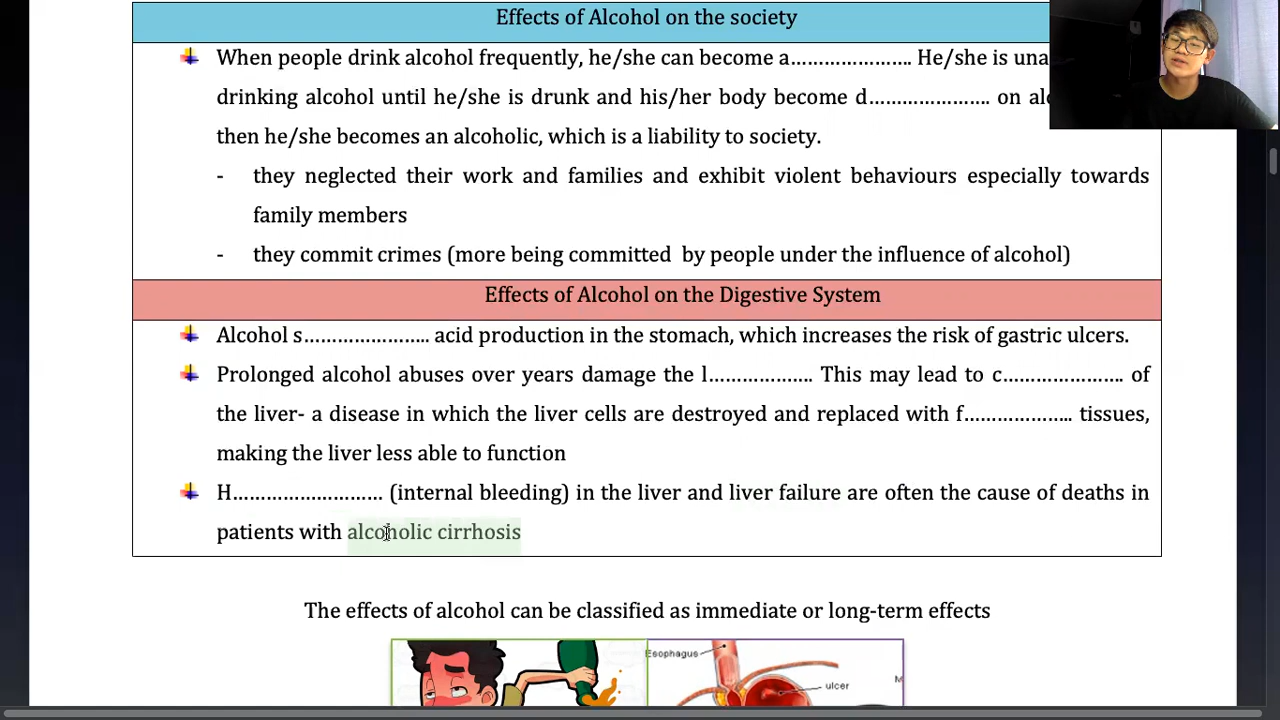 Effects of Alcohol on the society
When people drink alcohol frequently, he/she can become a…………………. He/she is una
drinking alcohol until he/she is drunk and his/her body become d…………………. on al
then he/she becomes an alcoholic, which is a liability to society.
- they neglected their work and families and exhibit violent behaviours especially towards
family members
- they commit crimes (more being committed by people under the influence of alcohol)
Effects of Alcohol on the Digestive System
Alcohol s………………….. acid production in the stomach, which increases the risk of gastric ulcers.
Prolonged alcohol abuses over years damage the l………………. This may lead to c…………………. of
the liver- a disease in which the liver cells are destroyed and replaced with f……………….. tissues,
making the liver less able to function
H……………………… (internal bleeding) in the liver and liver failure are often the cause of deaths in
patients with alcoholic cirrhosis
The effects of alcohol can be classified as immediate or long-term effects
Esophagus
ulcer
M